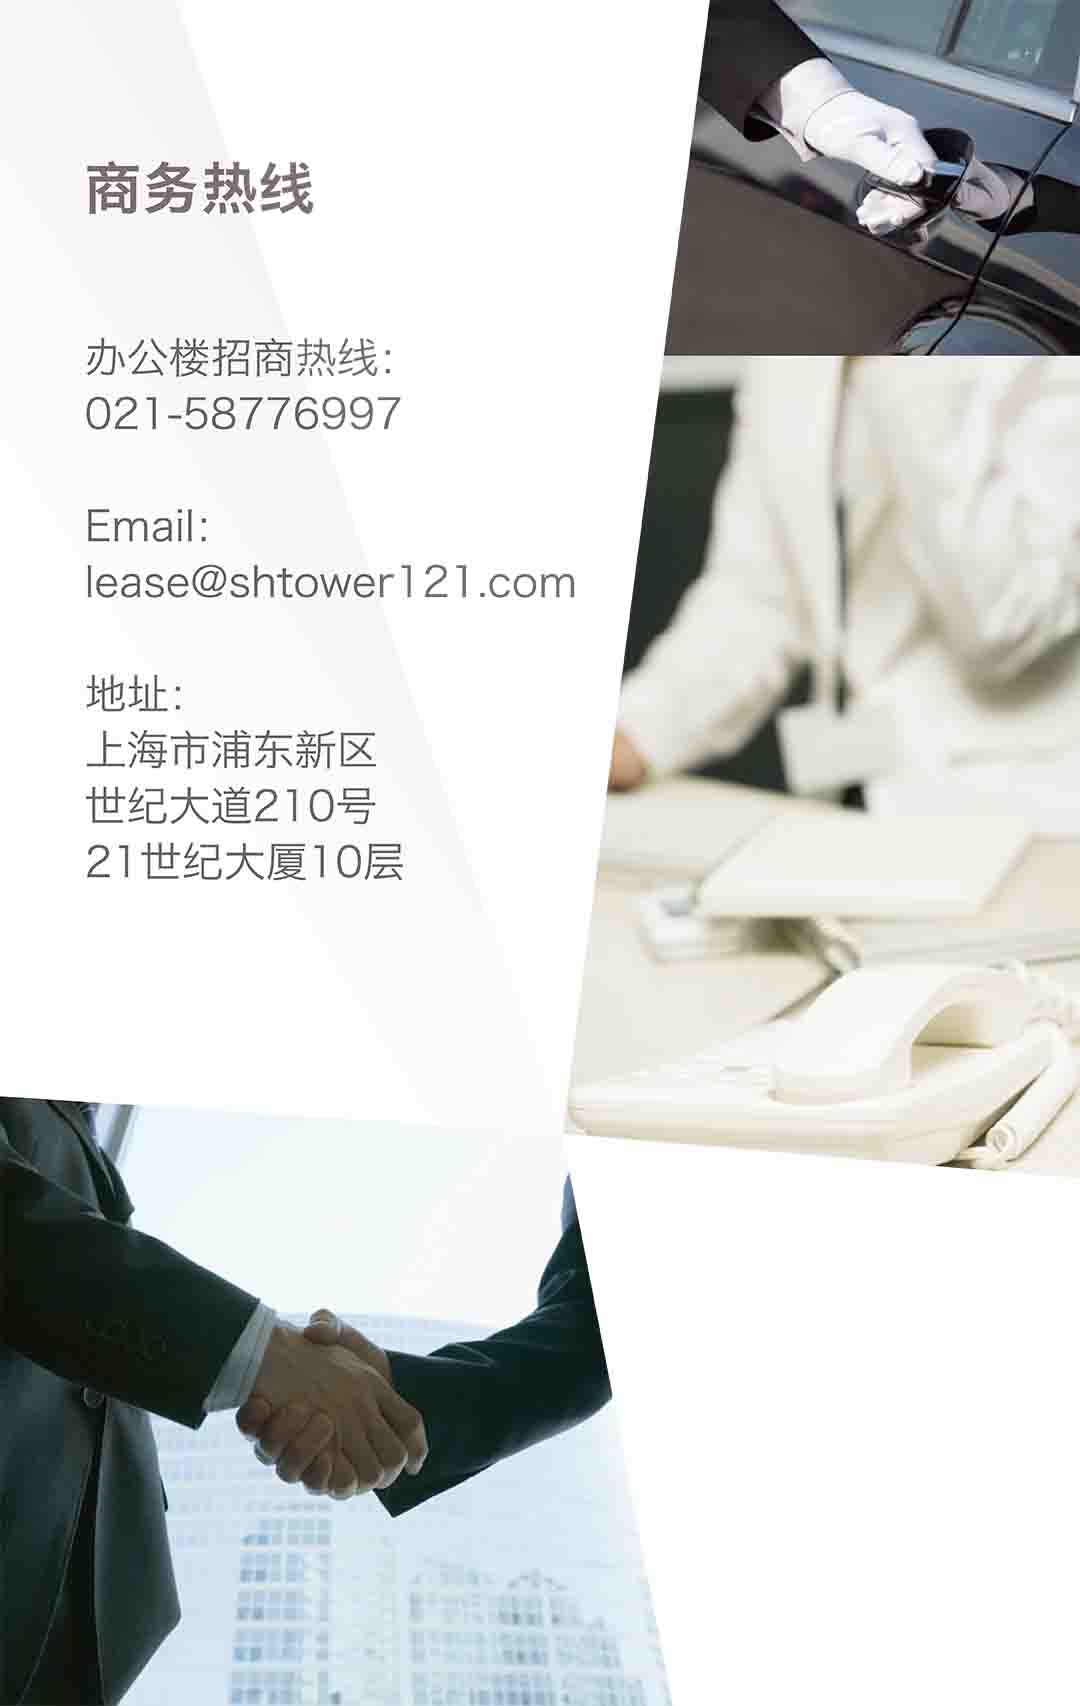 商务热线
办公楼招商热线：
021-58776997
Email：
lease@shtower121.com
地址：
上海市浦东新区
世纪大道210号
21世纪大厦10层